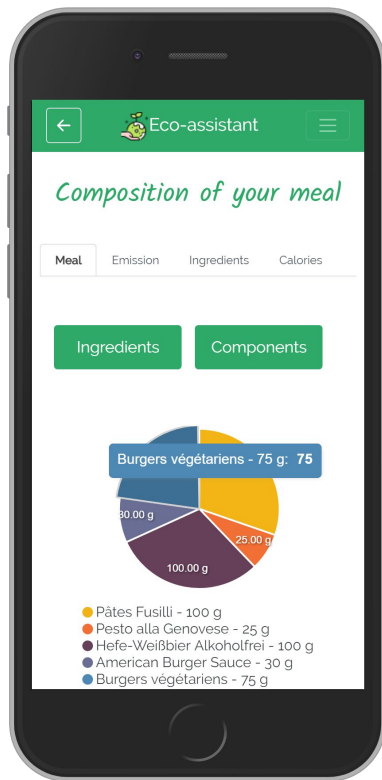 Eco-assistant
Composition of your meal
Meal Emission Ingredients Calories
Ingredients Components
Burgers végétariens - 75 g: 75
30.00 g
25.00 g
100.00 g
Pâtes Fusilli - 100 g
Pesto alla Genovese - 25 g
Hefe-Weißbier Alkoholfrei - 100 g
American Burger Sauce - 30 g
Burgers végétariens - 75 g